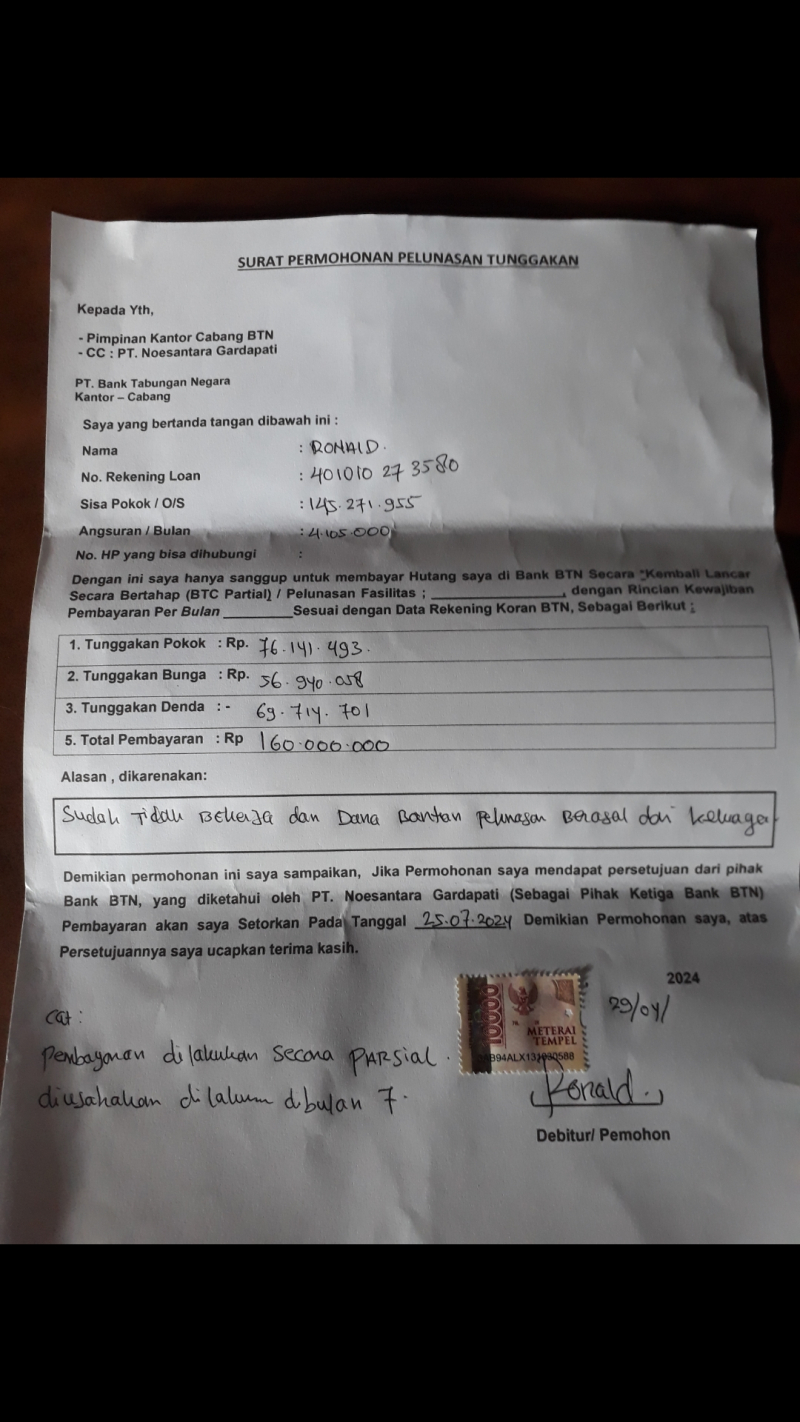 SURAT PERMOHONAN PELUNASAN TUNGGAKAN
Kepada Yth,
- Pimpinan Kantor Cabang BTN
- CC : PT. Noesantara Gardapati
PT. Bank Tabungan Negara
Kantor – Cabang
Saya yang bertanda tangan dibawah ini :
Nama : RONALD.
No. Rekening Loan : 401010 27 3580
Sisa Pokok / O/S : 145.271.955
Angsuran / Bulan : 4.105.000
No. HP yang bisa dihubungi :
Dengan ini saya hanya sanggup untuk membayar Hutang saya di Bank BTN Secara "Kembali Lancar
Secara Bertahap (BTC Partial) / Pelunasan Fasilitas ; ____________________, dengan Rincian Kewajiban
Pembayaran Per Bulan __________Sesuai dengan Data Rekening Koran BTN, Sebagai Berikut ;
1. Tunggakan Pokok : Rp. 76.141.493.
2. Tunggakan Bunga : Rp. 56.940.058
3. Tunggakan Denda : - 69.714.701
5. Total Pembayaran : Rp 160.000.000
Alasan , dikarenakan:
Sudah Tidak Bekerja dan Dana Bantan Pelunasan Berasal dari Keluaga
Demikian permohonan ini saya sampaikan, Jika Permohonan saya mendapat persetujuan dari pihak
Bank BTN, yang diketahui oleh PT. Noesantara Gardapati (Sebagai Pihak Ketiga Bank BTN)
Pembayaran akan saya Setorkan Pada Tanggal 25.07.2024 Demikian Permohonan saya, atas
Persetujuannya saya ucapkan terima kasih.
2024
29/04/
10000
METERAI
TEMPEL
Cat :
Pembayaran dilakukan secara PARSial.
diusahakan dilakukan dibulan 7.
Ronald.
Debitur/ Pemohon